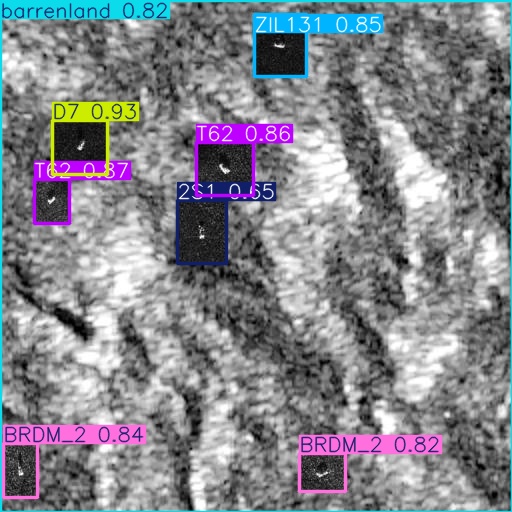 barrenland 0.82
ZIL131 0.85
D7 0.93
T62 0.86
T62 0.87
2S1 0.65
BRDM_2 0.84
BRDM_2 0.82